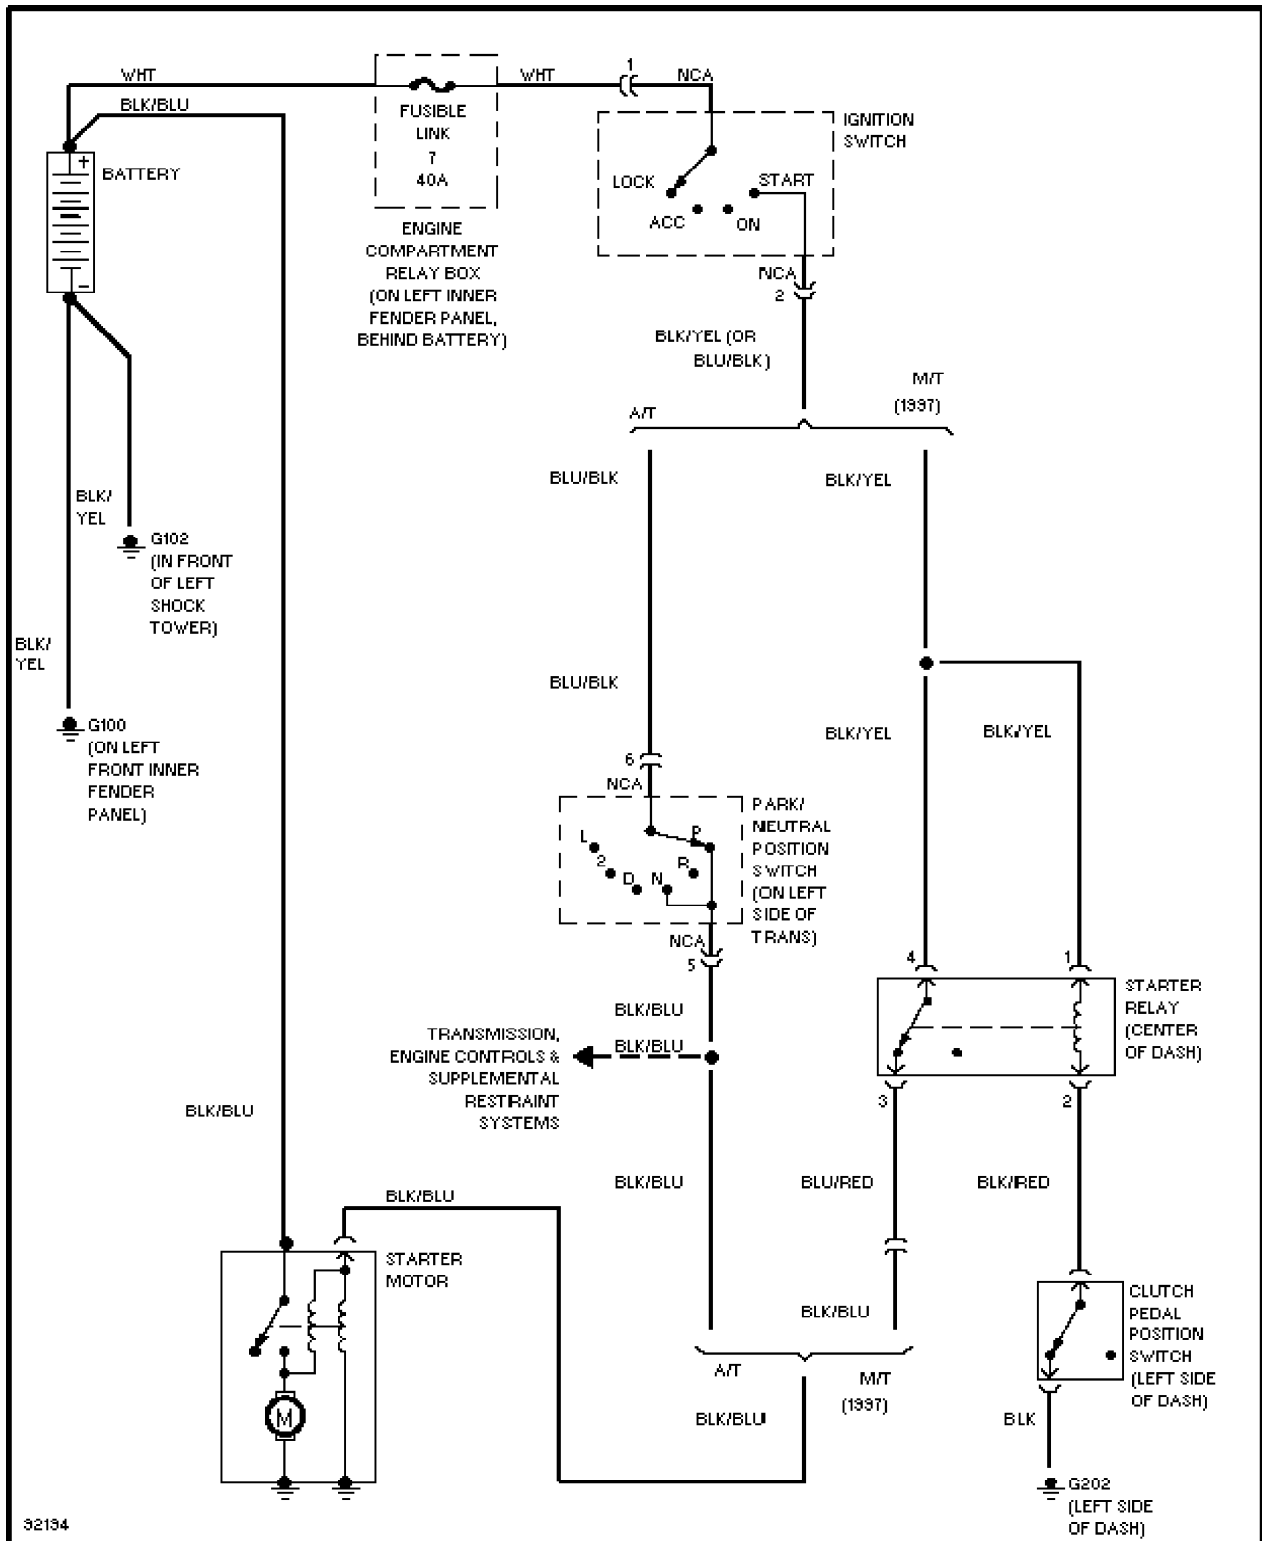 WHT
BLK/BLU
FUSIBLE
LINK
7
40A
WHT
1
NCA
IGNITION
SWITCH
+
BATTERY
-
LOCK
START
ACC
ON
ENGINE
COMPARTMENT
RELAY BOX
(ON LEFT INNER
FENDER PANEL,
BEHIND BATTERY)
NCA
2
BLK/YEL (OR
BLU/BLK)
M/T
(1997)
A/T
BLU/BLK
BLK/YEL
BLK/
YEL
G102
(IN FRONT
OF LEFT
SHOCK
TOWER)
BLK/
YEL
BLU/BLK
BLK/YEL
BLK/YEL
G100
(ON LEFT
FRONT INNER
FENDER
PANEL)
6
NCA
PARK/
NEUTRAL
POSITION
SWITCH
(ON LEFT
SIDE OF
TRANS)
L
2
D
N
R
P
NCA
5
4
1
STARTER
RELAY
(CENTER
OF DASH)
BLK/BLU
BLK/BLU
TRANSMISSION,
ENGINE CONTROLS &
SUPPLEMENTAL
RESTRAINT
SYSTEMS
3
2
BLK/BLU
BLK/BLU
BLU/RED
BLK/RED
BLK/BLU
STARTER
MOTOR
M
BLK/BLU
CLUTCH
PEDAL
POSITION
SWITCH
(LEFT SIDE
OF DASH)
A/T
M/T
(1997)
BLK/BLU
BLK
G202
(LEFT SIDE
OF DASH)
92194